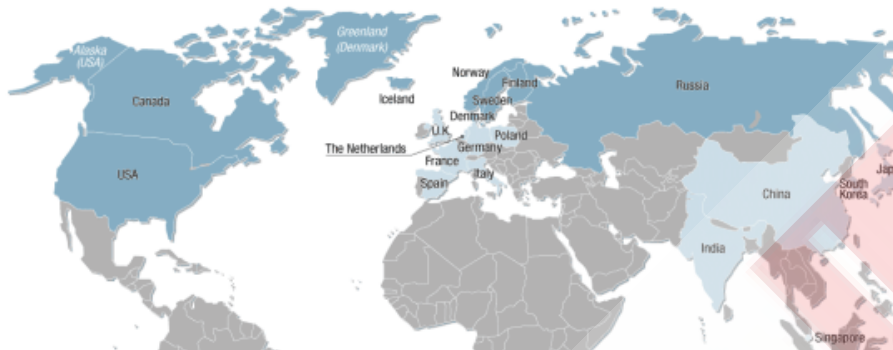 Alaska
(USA)
Greenland
(Denmark)
Canada
Iceland
Norway
Finland
Sweden
Russia
Denmark
U.K.
Poland
The Netherlands
Germany
France
USA
Italy
Spain
China
South
Korea
India
Singapore